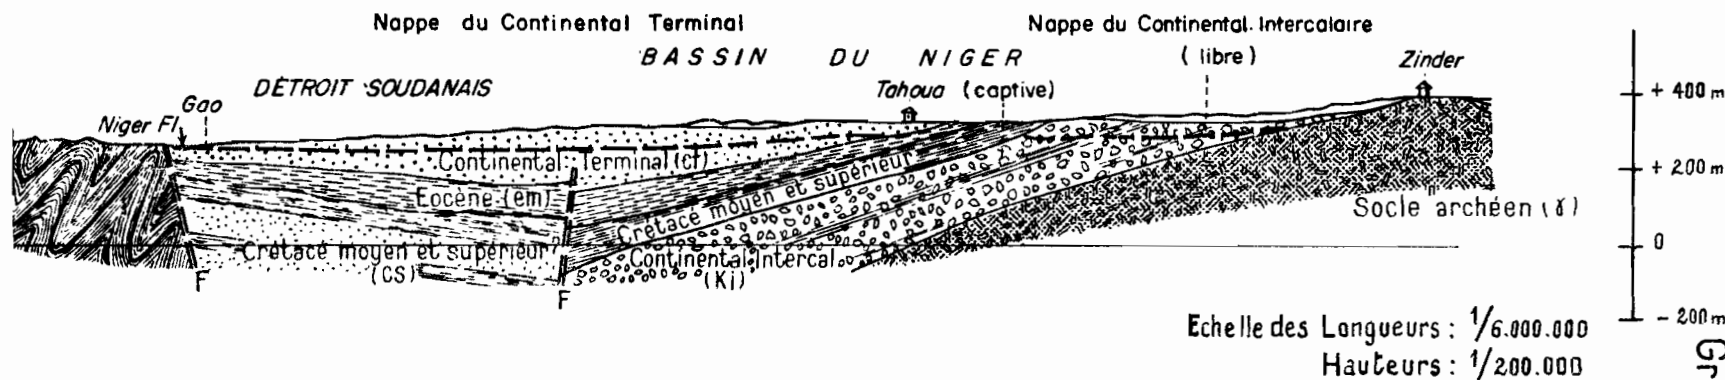 Nappe du Continental Terminal
Nappe du Continental Intercalaire
BASSIN DU NIGER
( libre )
Zinder
DÉTROIT SOUDANAIS
Tahoua (captive)
Gao
Niger Fl
+ 400 m
Continental Terminal (ct)
+ 200 m
Eocène (em)
Crétacé moyen et supérieur
Socle archéen (γ)
0
Crétacé moyen et supérieur
(CS)
Continental Intercal.
(Ki)
F
F
- 200 m
Echelle des Longueurs : 1/6.000.000
Hauteurs : 1/200.000
Gr